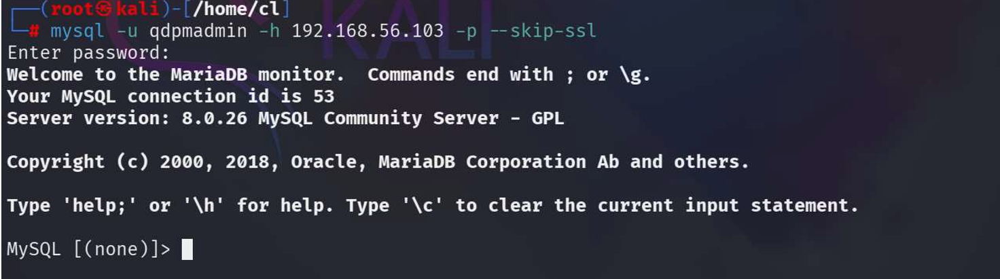 ┌──(root㉿kali)-[/home/cl]
└─# mysql -u qdpmadmin -h 192.168.56.103 -p --skip-ssl
Enter password:
Welcome to the MariaDB monitor.  Commands end with ; or \g.
Your MySQL connection id is 53
Server version: 8.0.26 MySQL Community Server - GPL

Copyright (c) 2000, 2018, Oracle, MariaDB Corporation Ab and others.

Type 'help;' or '\h' for help. Type '\c' to clear the current input statement.

MySQL [(none)]>
KALI